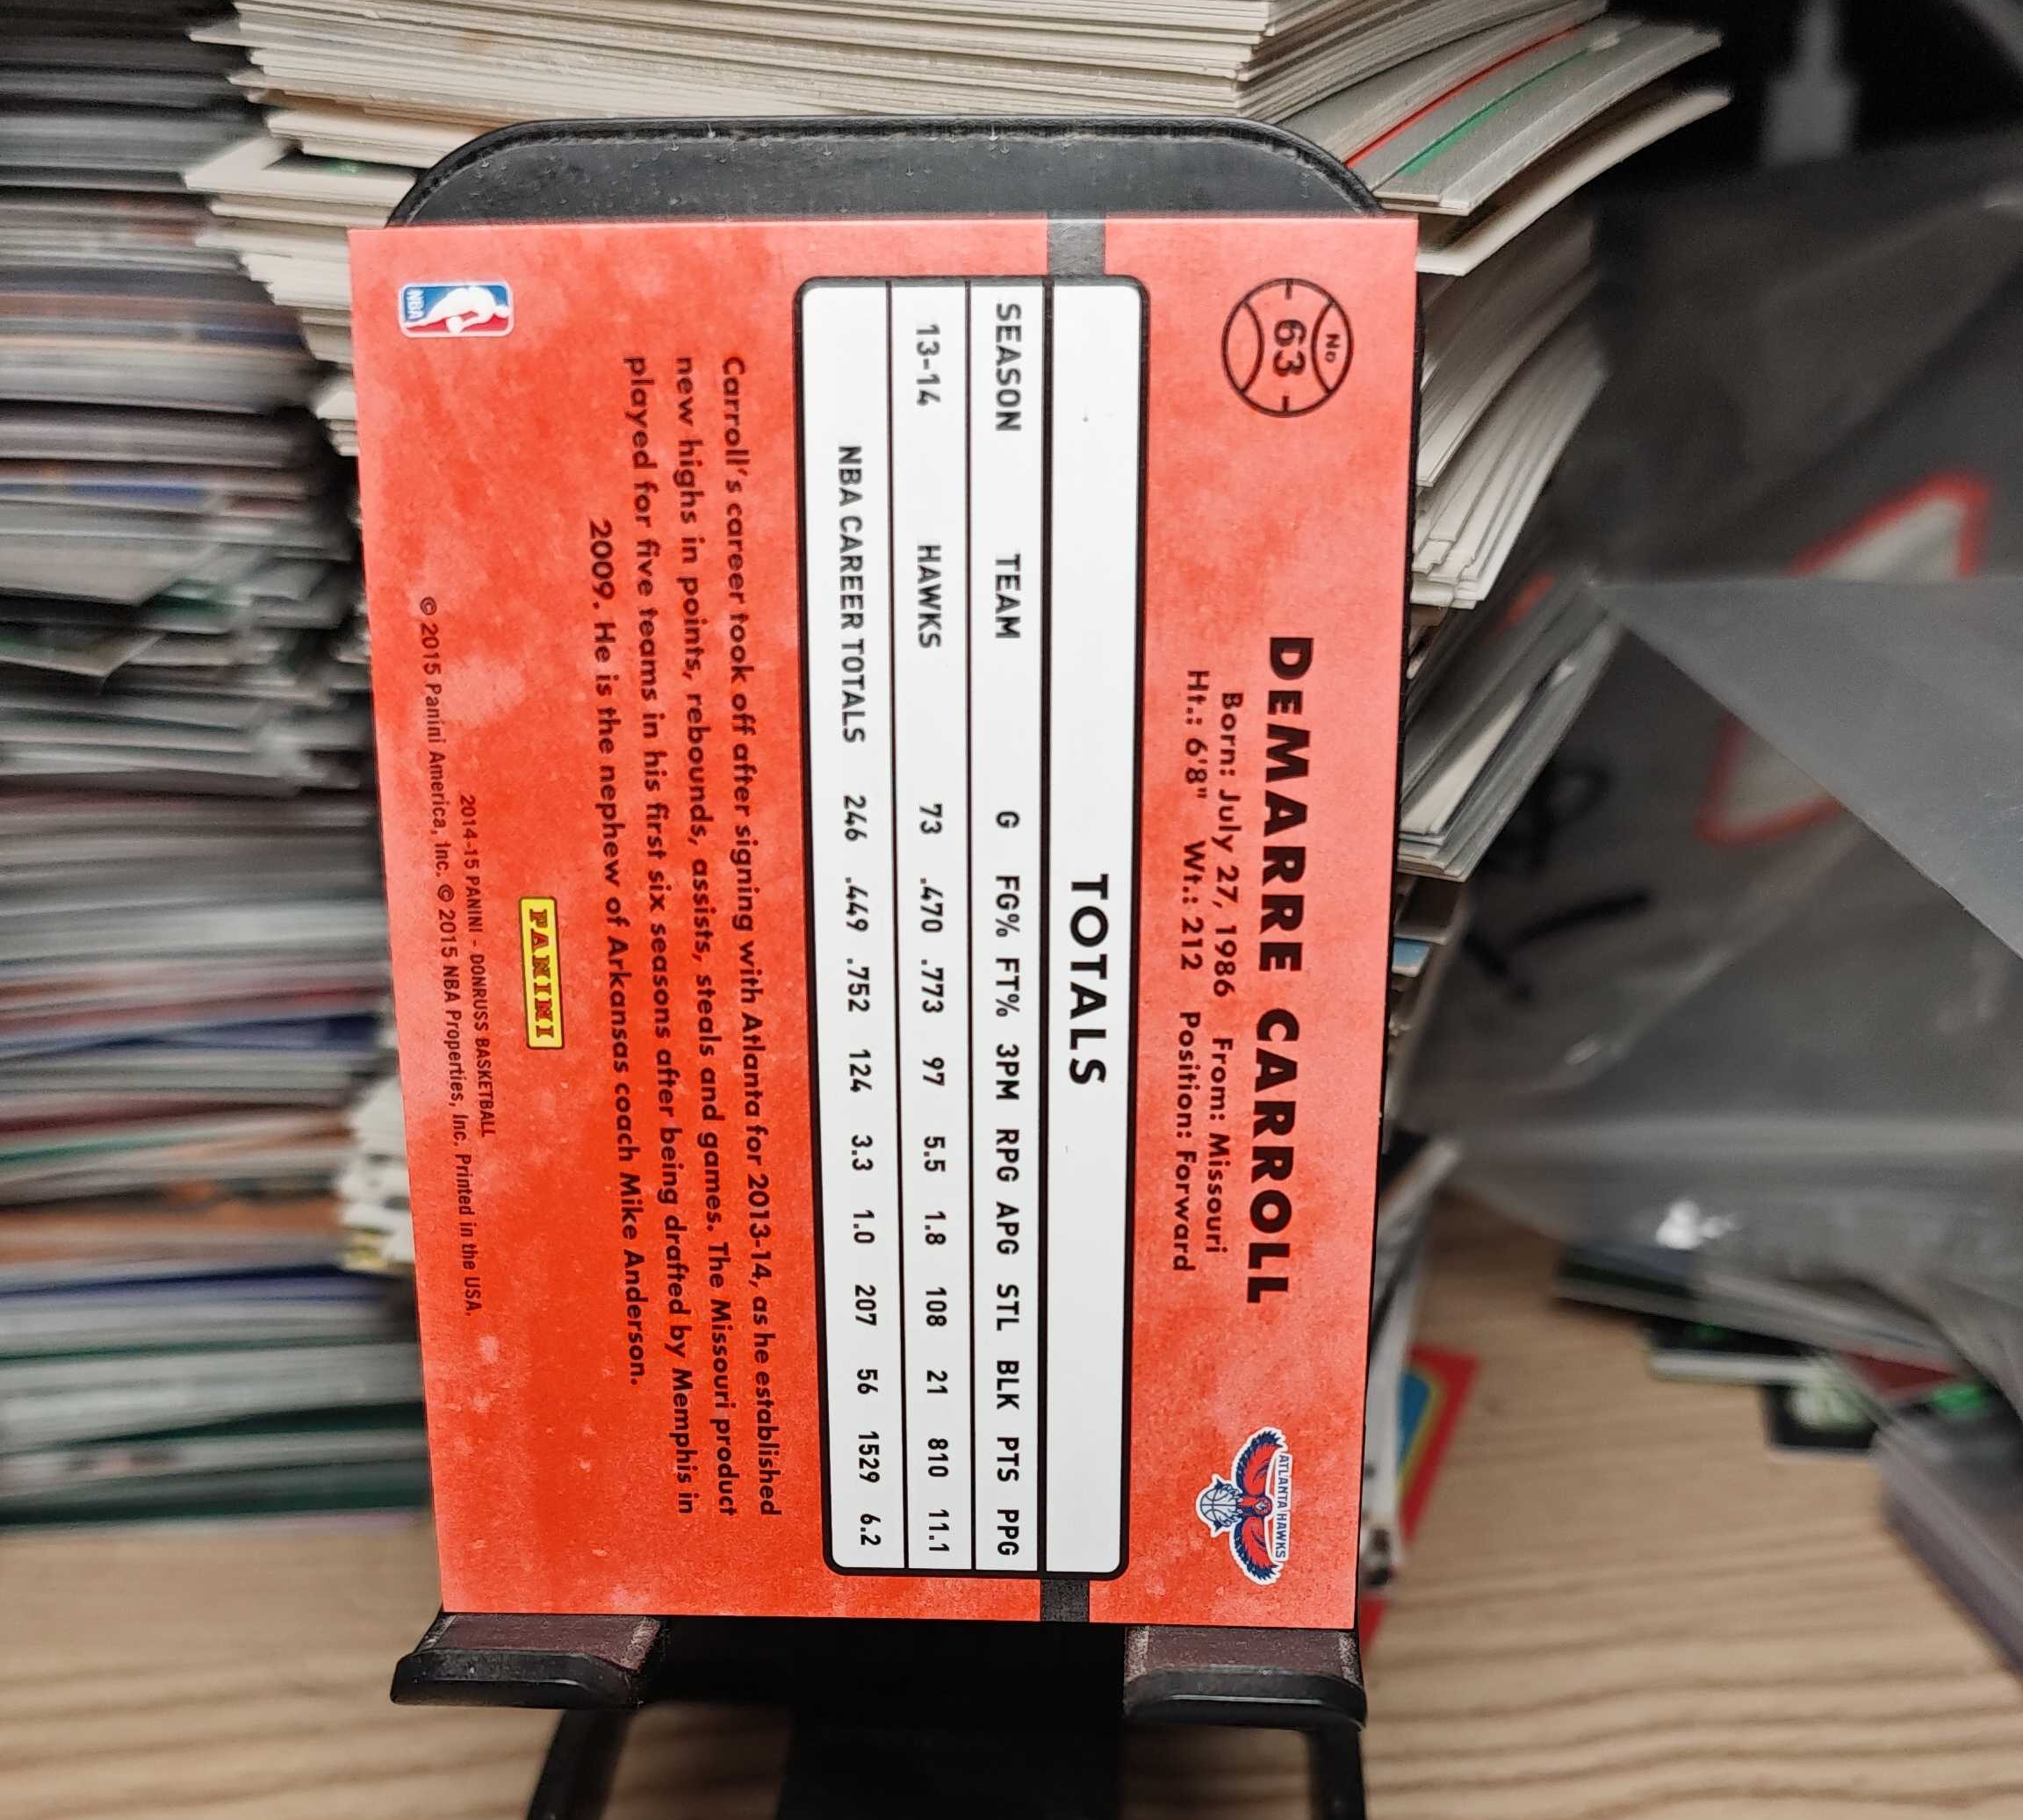 No
63
DEMARRE CARROLL
Born: July 27, 1986 From: Missouri
Ht.: 6'8" Wt.: 212 Position: Forward
ATLANTA HAWKS
TOTALS
SEASON TEAM G FG% FT% 3PM RPG APG STL BLK PTS PPG
13-14 HAWKS 73 .470 .773 97 5.5 1.8 108 21 810 11.1
NBA CAREER TOTALS 246 .449 .752 124 3.3 1.0 207 56 1529 6.2
Carroll's career took off after signing with Atlanta for 2013-14, as he established
new highs in points, rebounds, assists, steals and games. The Missouri product
played for five teams in his first six seasons after being drafted by Memphis in
2009. He is the nephew of Arkansas coach Mike Anderson.
PANINI
2014-15 PANINI - DONRUSS BASKETBALL
© 2015 Panini America, Inc. © 2015 NBA Properties, Inc. Printed in the USA.
NBA